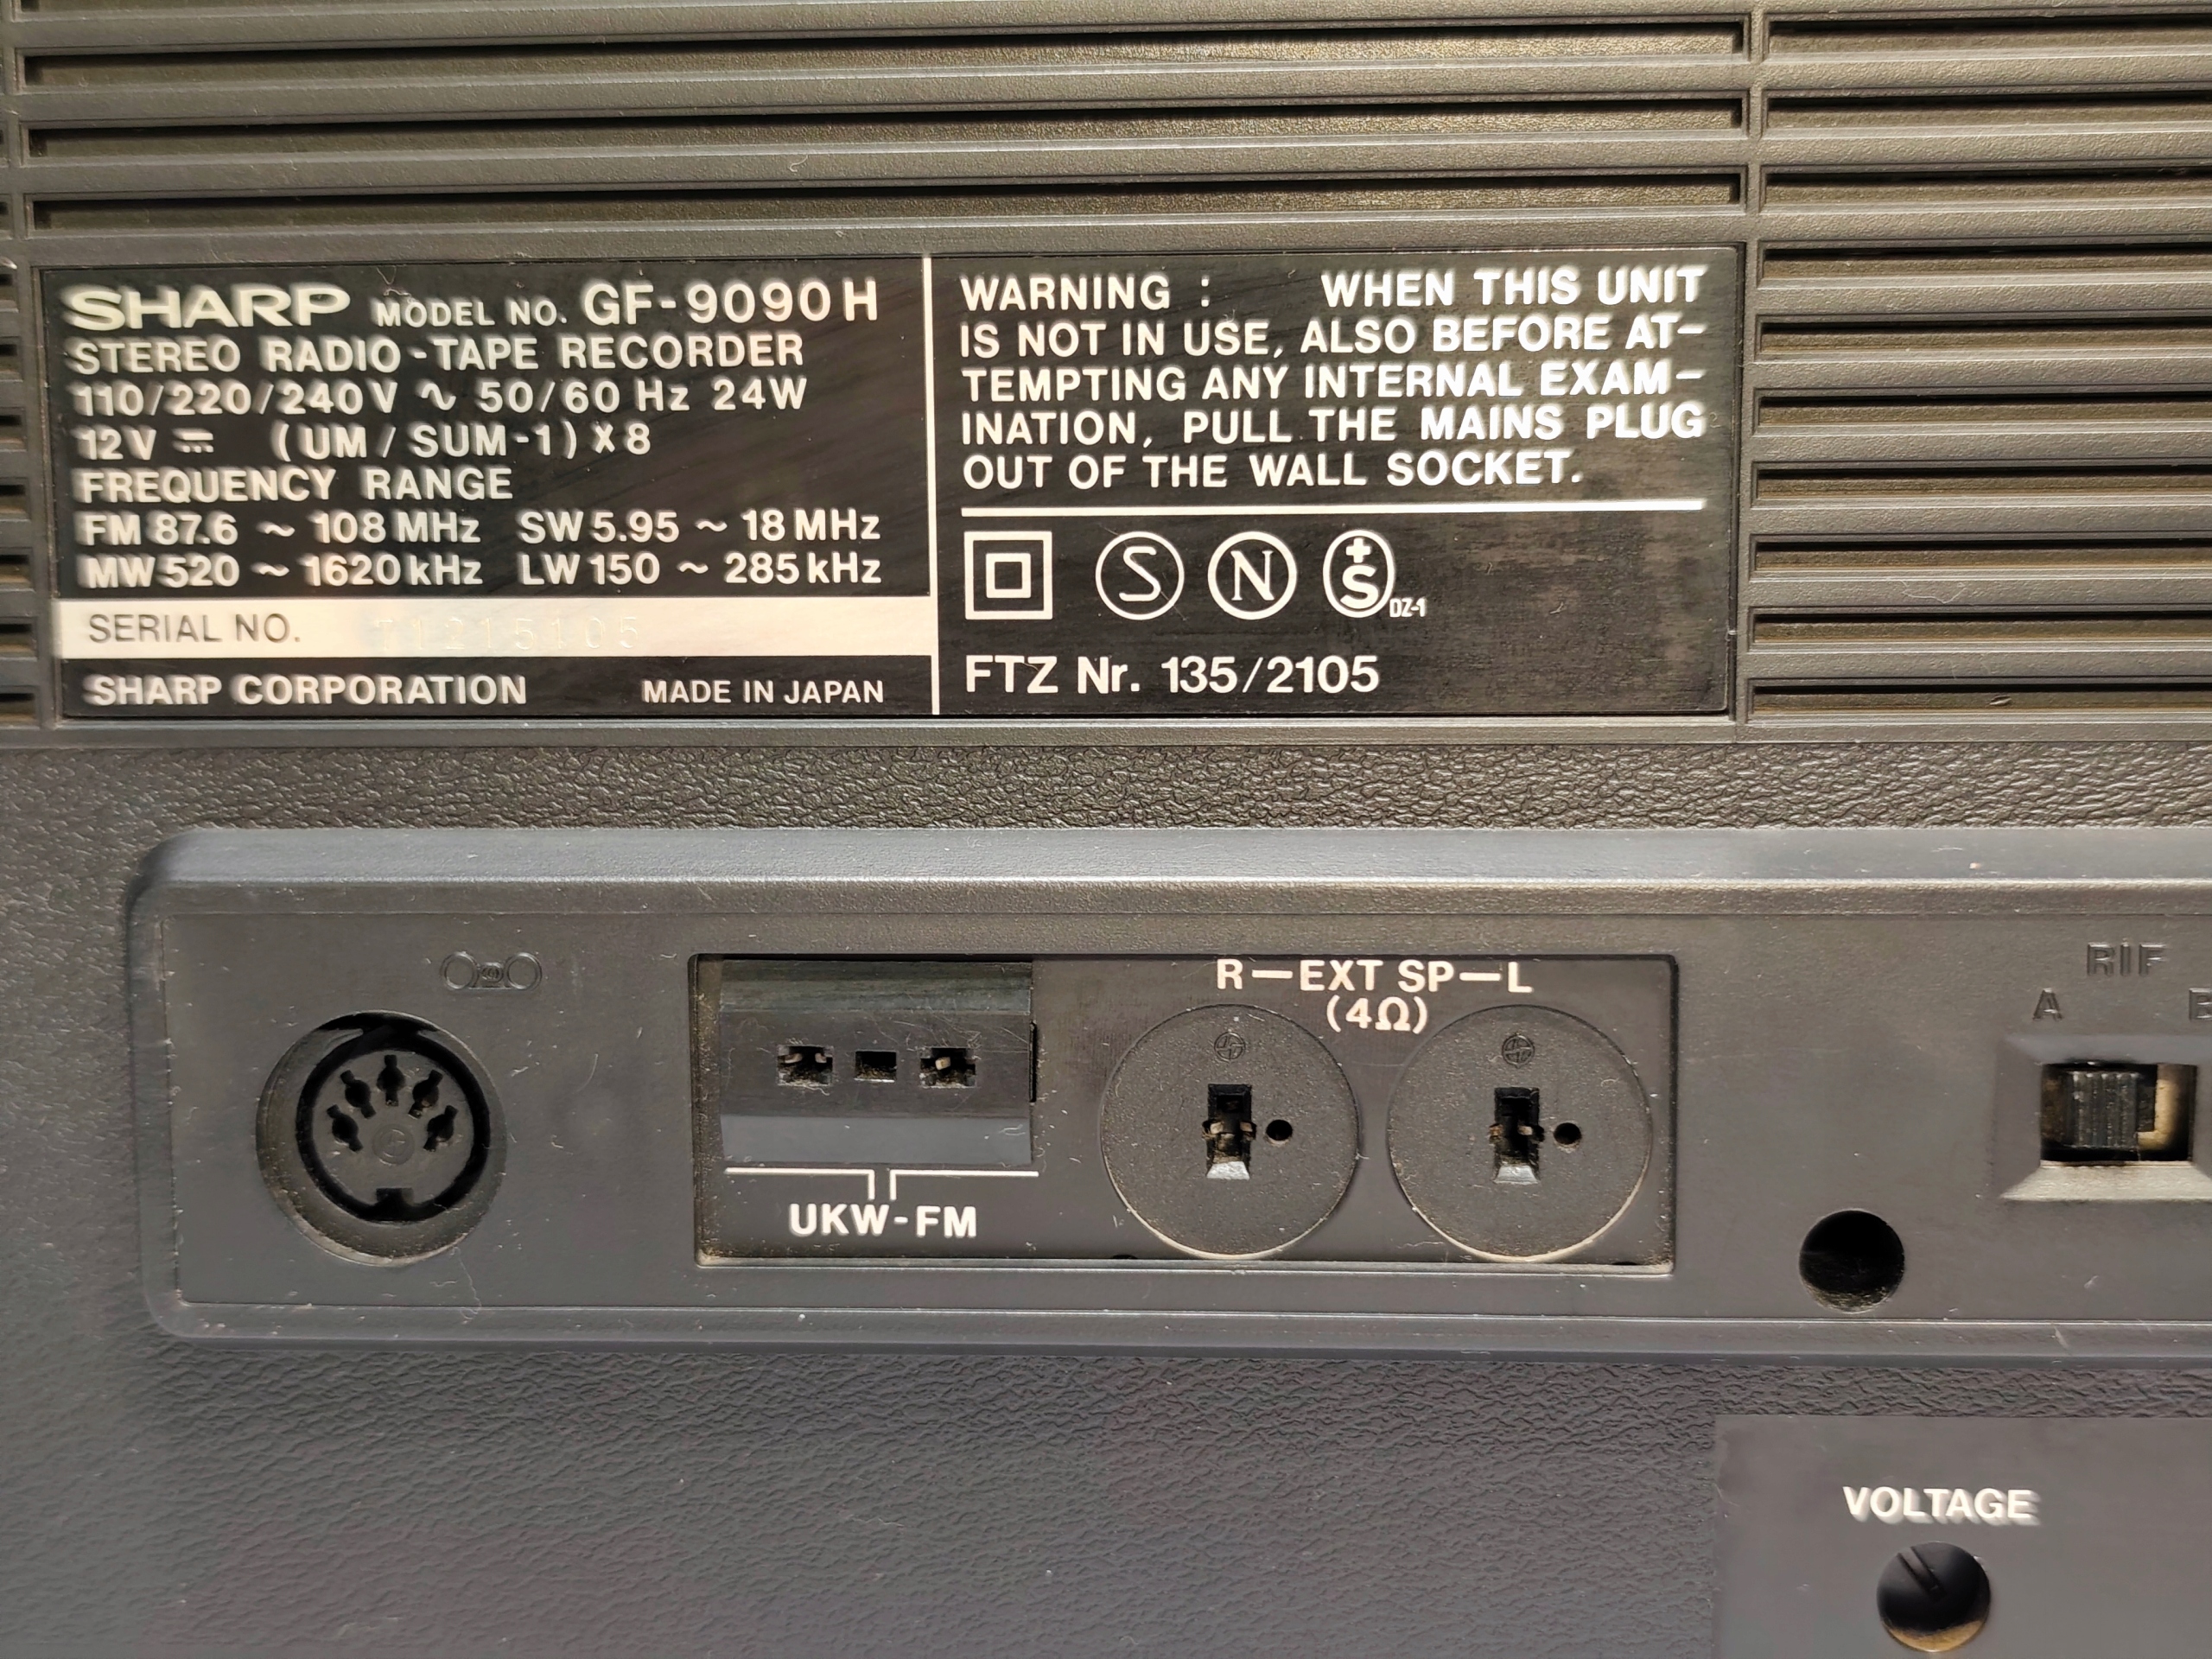 SHARP MODEL NO. GF-9090H
STEREO RADIO-TAPE RECORDER
110/220/240V ∿ 50/60 Hz 24W
12V ⎓ (UM/SUM-1)X8
FREQUENCY RANGE
FM 87.6 ~ 108 MHz SW 5.95 ~ 18 MHz
MW 520 ~ 1620 kHz LW 150 ~ 285 kHz
SERIAL NO. 11215105
SHARP CORPORATION MADE IN JAPAN
WARNING : WHEN THIS UNIT
IS NOT IN USE, ALSO BEFORE AT-
TEMPTING ANY INTERNAL EXAM-
INATION, PULL THE MAINS PLUG
OUT OF THE WALL SOCKET.
S N +S DZ-1
FTZ Nr. 135/2105
R—EXT SP—L
(4Ω)
UKW-FM
RIF
A
VOLTAGE